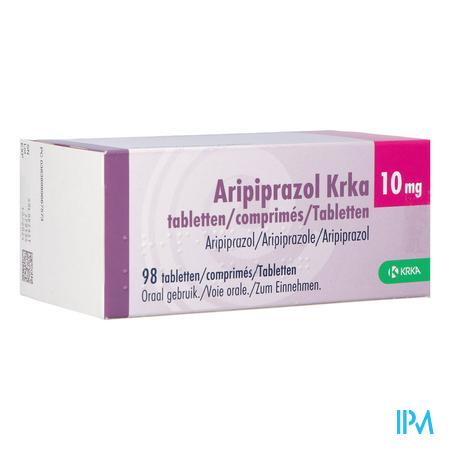 Aripiprazol Krka
10 mg
tabletten/comprimés/Tabletten
Aripiprazol/Aripiprazole/Aripiprazol
KRKA
98 tabletten/comprimés/Tabletten
Oraal gebruik./Voie orale./Zum Einnehmen.
IPM